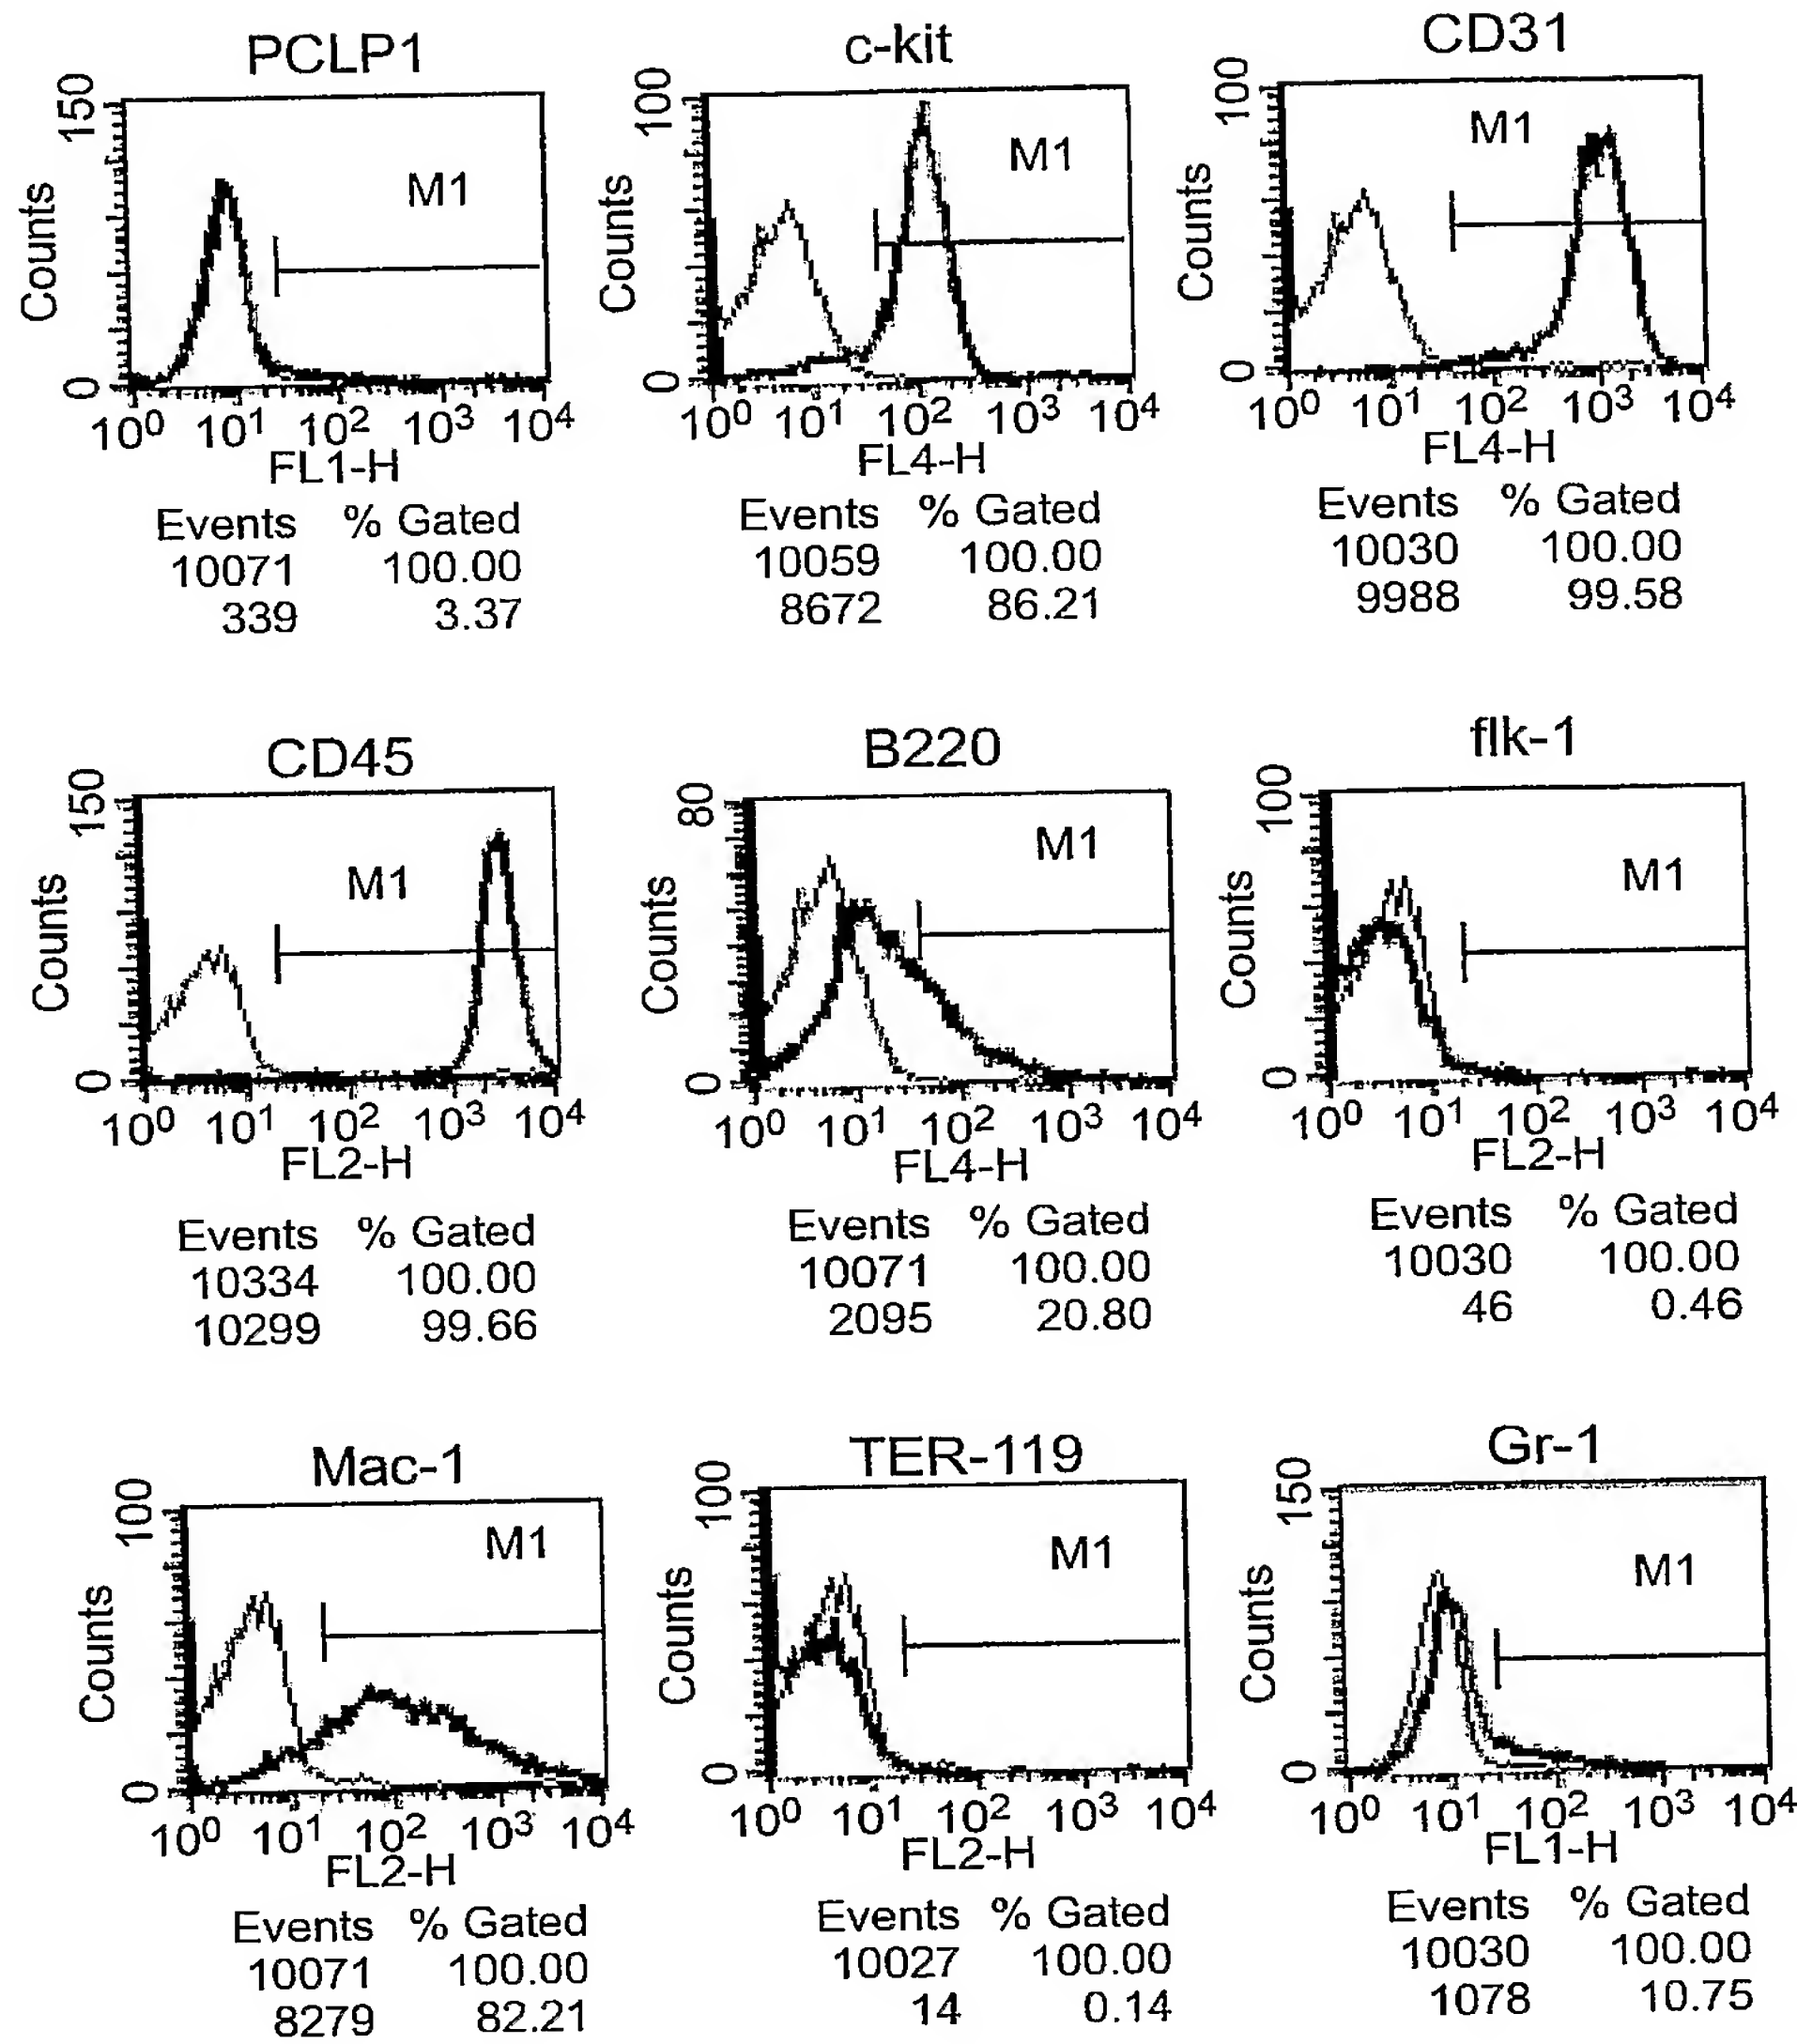 PCLP1
150
Counts
0
M1
10⁰ 10¹ 10² 10³ 10⁴
FL1-H
Events % Gated
10071 100.00
339 3.37
c-kit
100
Counts
0
M1
10⁰ 10¹ 10² 10³ 10⁴
FL4-H
Events % Gated
10059 100.00
8672 86.21
CD31
100
Counts
0
M1
10⁰ 10¹ 10² 10³ 10⁴
FL4-H
Events % Gated
10030 100.00
9988 99.58
CD45
150
Counts
0
M1
10⁰ 10¹ 10² 10³ 10⁴
FL2-H
Events % Gated
10334 100.00
10299 99.66
B220
80
Counts
0
M1
10⁰ 10¹ 10² 10³ 10⁴
FL4-H
Events % Gated
10071 100.00
2095 20.80
flk-1
100
Counts
0
M1
10⁰ 10¹ 10² 10³ 10⁴
FL2-H
Events % Gated
10030 100.00
46 0.46
Mac-1
100
Counts
0
M1
10⁰ 10¹ 10² 10³ 10⁴
FL2-H
Events % Gated
10071 100.00
8279 82.21
TER-119
100
Counts
0
M1
10⁰ 10¹ 10² 10³ 10⁴
FL2-H
Events % Gated
10027 100.00
14 0.14
Gr-1
150
Counts
0
M1
10⁰ 10¹ 10² 10³ 10⁴
FL1-H
Events % Gated
10030 100.00
1078 10.75